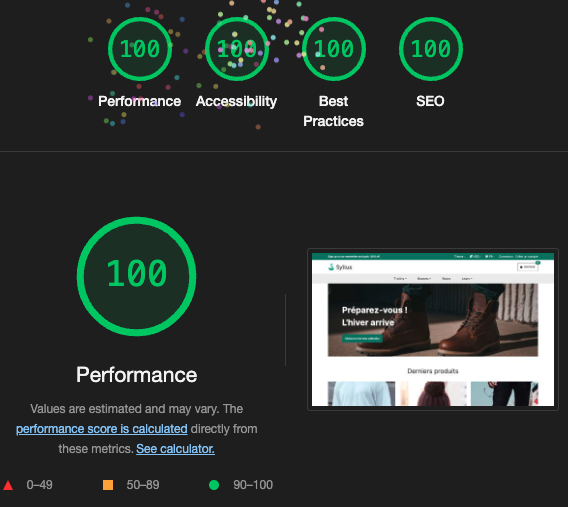 100
100
100
100
Performance
Accessibility
Best
Practices
SEO
100
Performance
Values are estimated and may vary. The
performance score is calculated directly from
these metrics. See calculator.
0–49
50–89
90–100
Sylius
Préparez-vous !
L'hiver arrive
Derniers produits